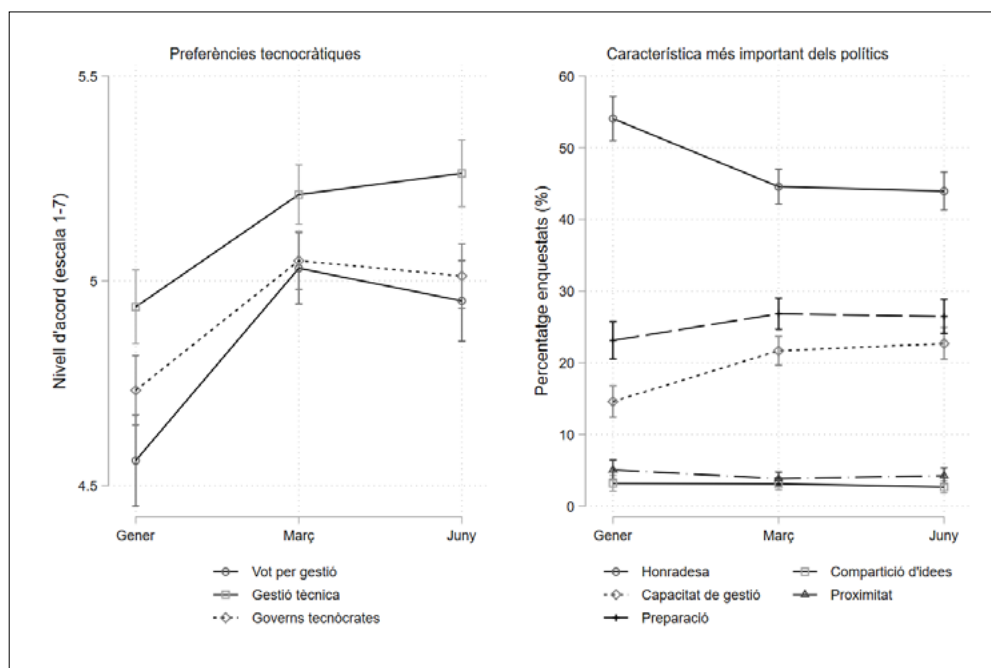 Preferències tecnocràtiques
Nivell d'acord (escala 1-7)
5.5
5
4.5
Gener
Març
Juny
Vot per gestió
Gestió tècnica
Governs tecnòcrates
Característica més important dels polítics
Percentatge enquestats (%)
60
50
40
30
20
10
0
Gener
Març
Juny
Honradesa
Compartició d'idees
Capacitat de gestió
Proximitat
Preparació